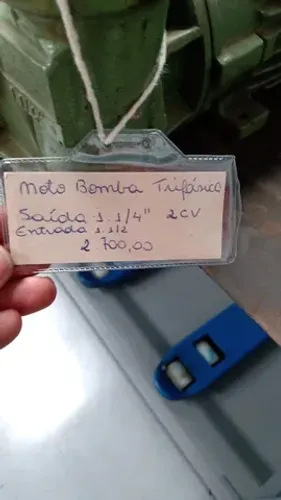 Moto Bomba Trifásica
Saída 1.1/4" 2CV
Entrada 1.1/2
2 700,00